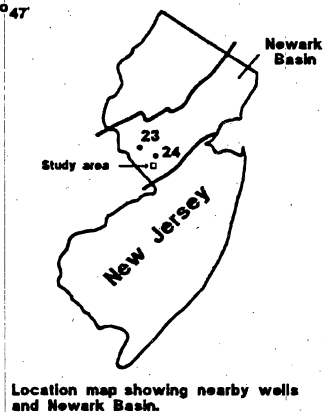 47'
Newark
Basin
23
24
Study area
New Jersey
Location map showing nearby wells
and Newark Basin.